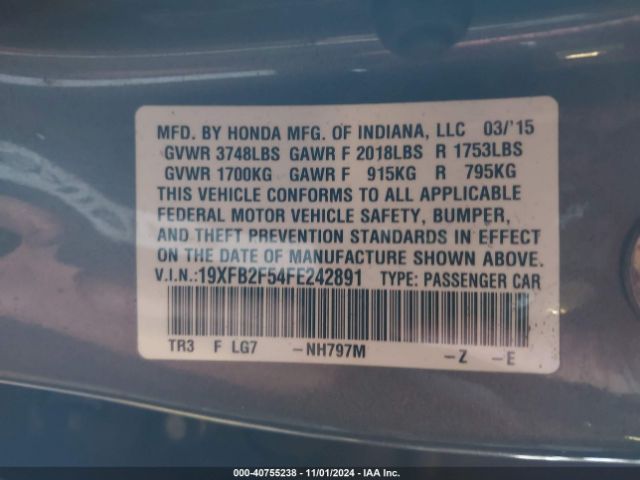 MFD. BY HONDA MFG. OF INDIANA, LLC 03/'15
GVWR 3748LBS GAWR F 2018LBS R 1753LBS
GVWR 1700KG GAWR F 915KG R 795KG
THIS VEHICLE CONFORMS TO ALL APPLICABLE
FEDERAL MOTOR VEHICLE SAFETY, BUMPER,
AND THEFT PREVENTION STANDARDS IN EFFECT
ON THE DATE OF MANUFACTURE SHOWN ABOVE.
V.I.N.:19XFB2F54FE242891 TYPE: PASSENGER CAR
TR3 F LG7 -NH797M -Z -E
000-40755238 - 11/01/2024 - IAAI.com